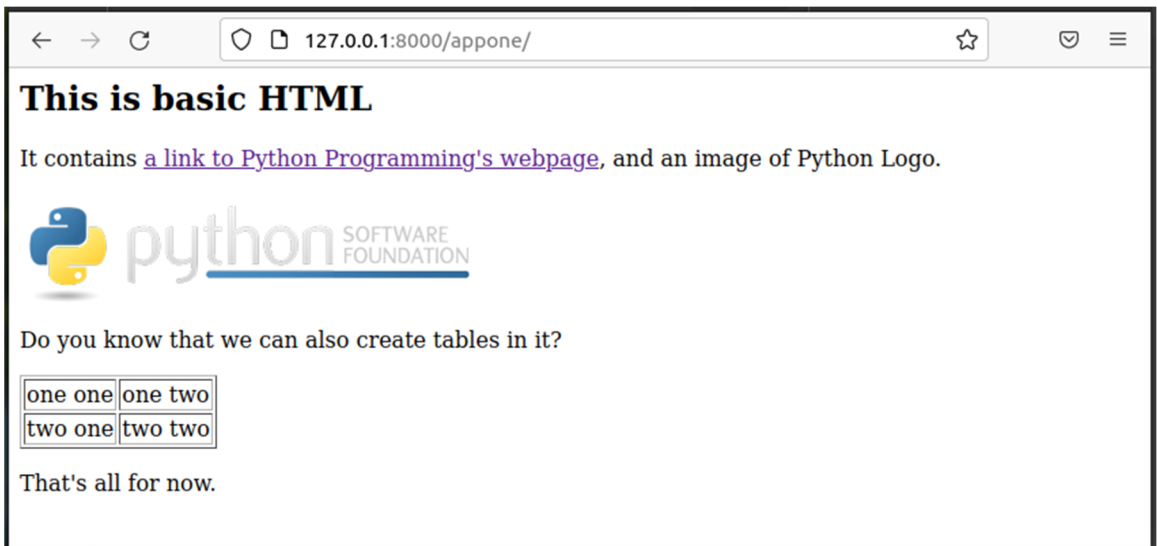 127.0.0.1:8000/appone/
This is basic HTML
It contains a link to Python Programming's webpage, and an image of Python Logo.
python SOFTWARE
FOUNDATION
Do you know that we can also create tables in it?
one one one two
two one two two
That's all for now.